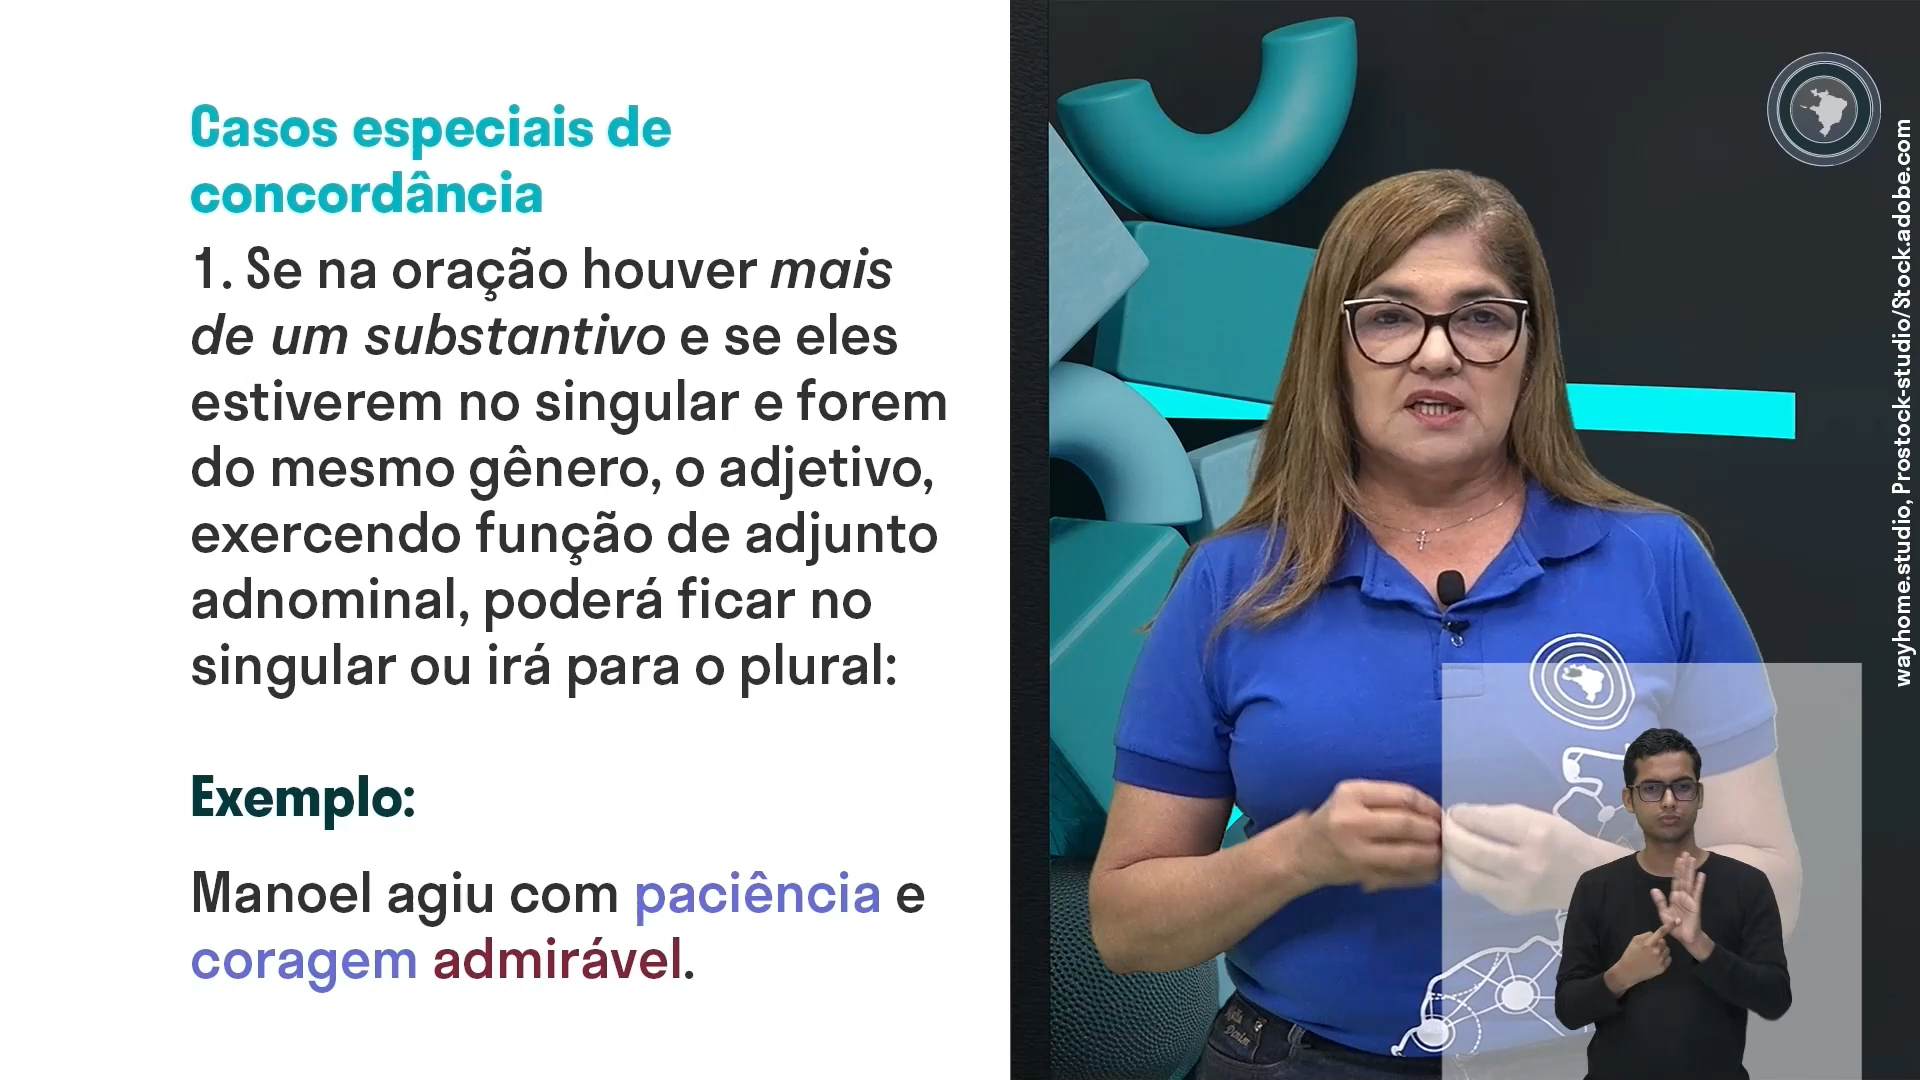 Casos especiais de
concordância
1. Se na oração houver mais
de um substantivo e se eles
estiverem no singular e forem
do mesmo gênero, o adjetivo,
exercendo função de adjunto
adnominal, poderá ficar no
singular ou irá para o plural:
Exemplo:
Manoel agiu com paciência e
coragem admirável.
wayhome.studio, Prostock-studio/Stock.adobe.com